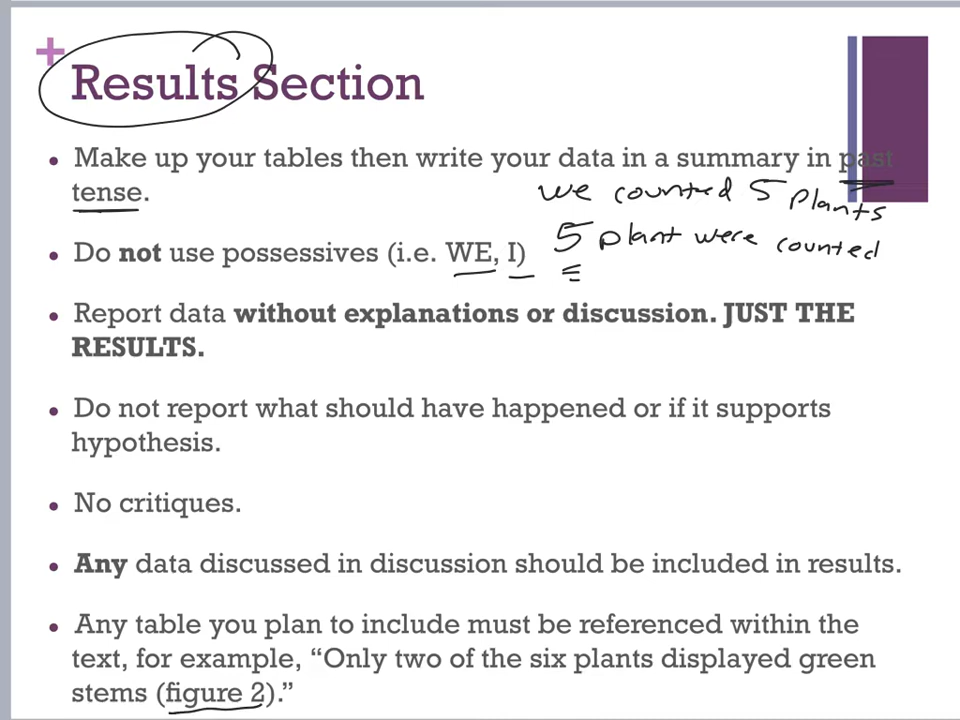 +
Results Section
• Make up your tables then write your data in a summary in past
tense.
we counted 5 plants
• Do not use possessives (i.e. WE, I)
5 plant were counted
• Report data without explanations or discussion. JUST THE
RESULTS.
• Do not report what should have happened or if it supports
hypothesis.
• No critiques.
• Any data discussed in discussion should be included in results.
• Any table you plan to include must be referenced within the
text, for example, “Only two of the six plants displayed green
stems (figure 2).”